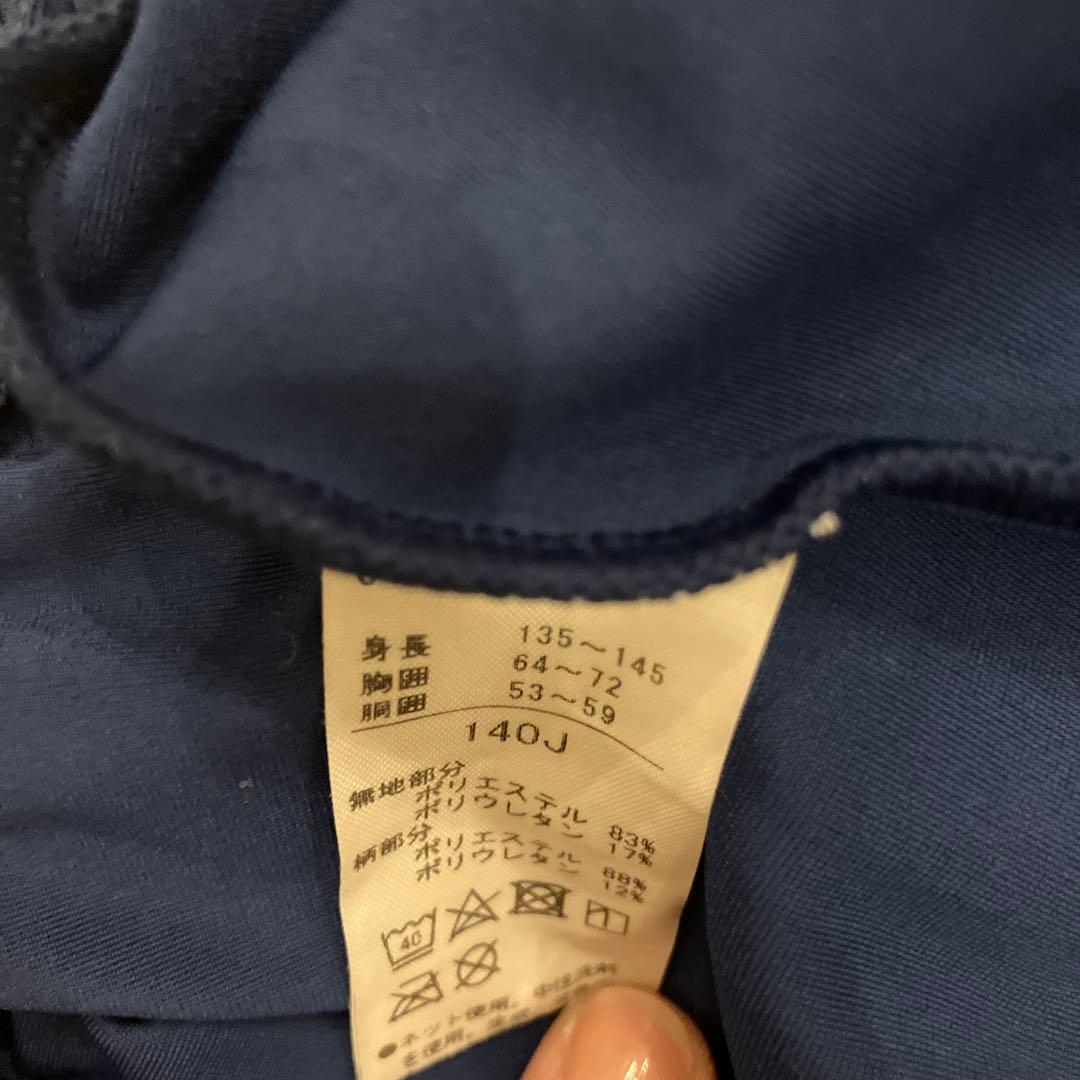 身長 135～145
胸囲 64～72
胴囲 53～59
140J
無地部分
ポリエステル 83%
ポリウレタン 17%
柄部分
ポリエステル 88%
ポリウレタン 12%
40
●ネット使用。中性洗剤
を使用。